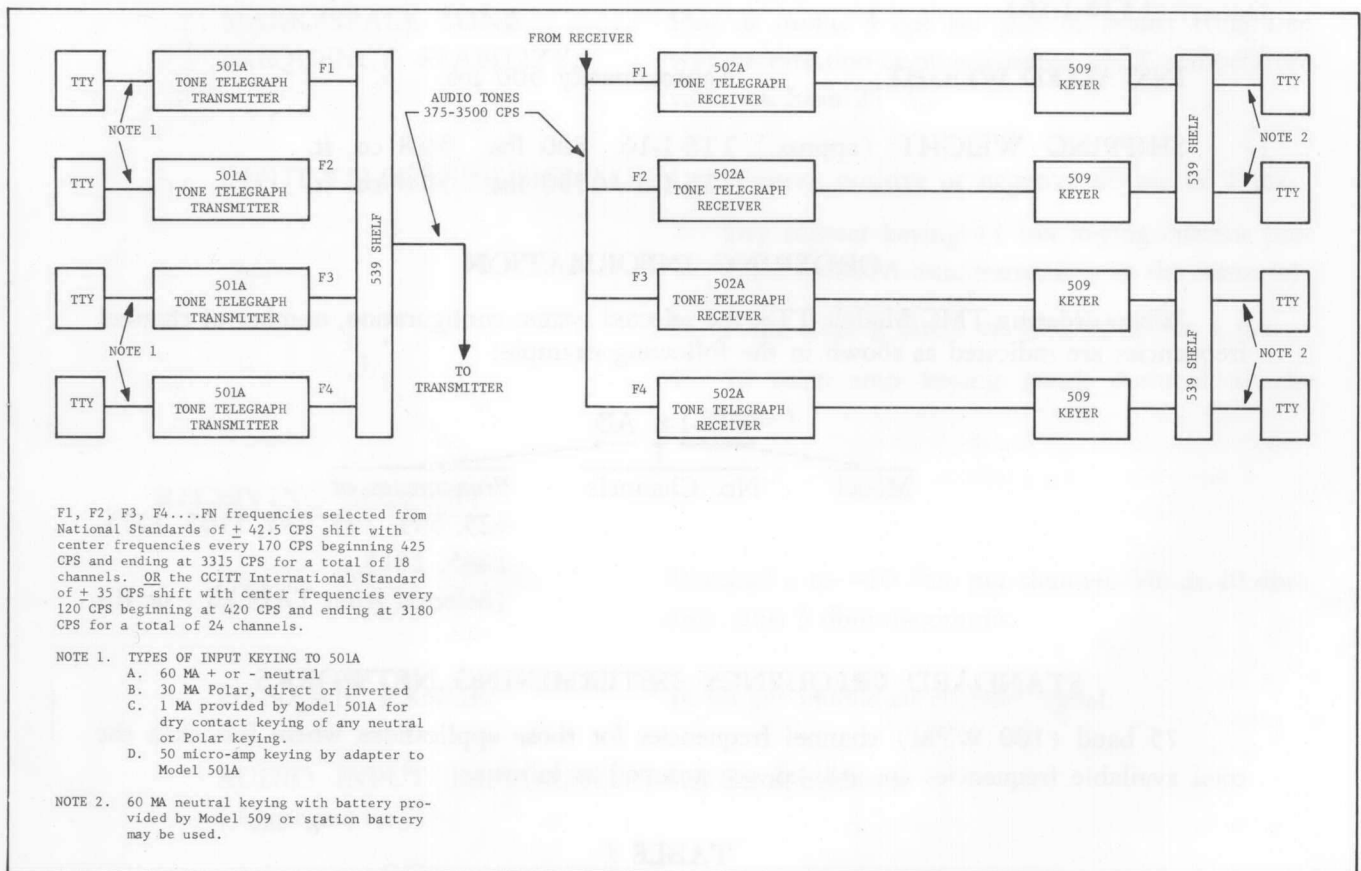 FROM RECEIVER
TTY
501A
TONE TELEGRAPH
TRANSMITTER
F1
F1
502A
TONE TELEGRAPH
RECEIVER
509
KEYER
TTY
AUDIO TONES
375-3500 CPS
NOTE 1
NOTE 2
TTY
501A
TONE TELEGRAPH
TRANSMITTER
F2
F2
502A
TONE TELEGRAPH
RECEIVER
509
KEYER
539 SHELF
TTY
539 SHELF
TTY
501A
TONE TELEGRAPH
TRANSMITTER
F3
F3
502A
TONE TELEGRAPH
RECEIVER
509
KEYER
TTY
NOTE 1
NOTE 2
TO
TRANSMITTER
TTY
501A
TONE TELEGRAPH
TRANSMITTER
F4
F4
502A
TONE TELEGRAPH
RECEIVER
509
KEYER
539 SHELF
TTY
F1, F2, F3, F4....FN frequencies selected from
National Standards of ± 42.5 CPS shift with
center frequencies every 170 CPS beginning 425
CPS and ending at 3315 CPS for a total of 18
channels. OR the CCITT International Standard
of ± 35 CPS shift with center frequencies every
120 CPS beginning at 420 CPS and ending at 3180
CPS for a total of 24 channels.
NOTE 1. TYPES OF INPUT KEYING TO 501A
A. 60 MA + or - neutral
B. 30 MA Polar, direct or inverted
C. 1 MA provided by Model 501A for
dry contact keying of any neutral
or Polar keying.
D. 50 micro-amp keying by adapter to
Model 501A
NOTE 2. 60 MA neutral keying with battery pro-
vided by Model 509 or station battery
may be used.